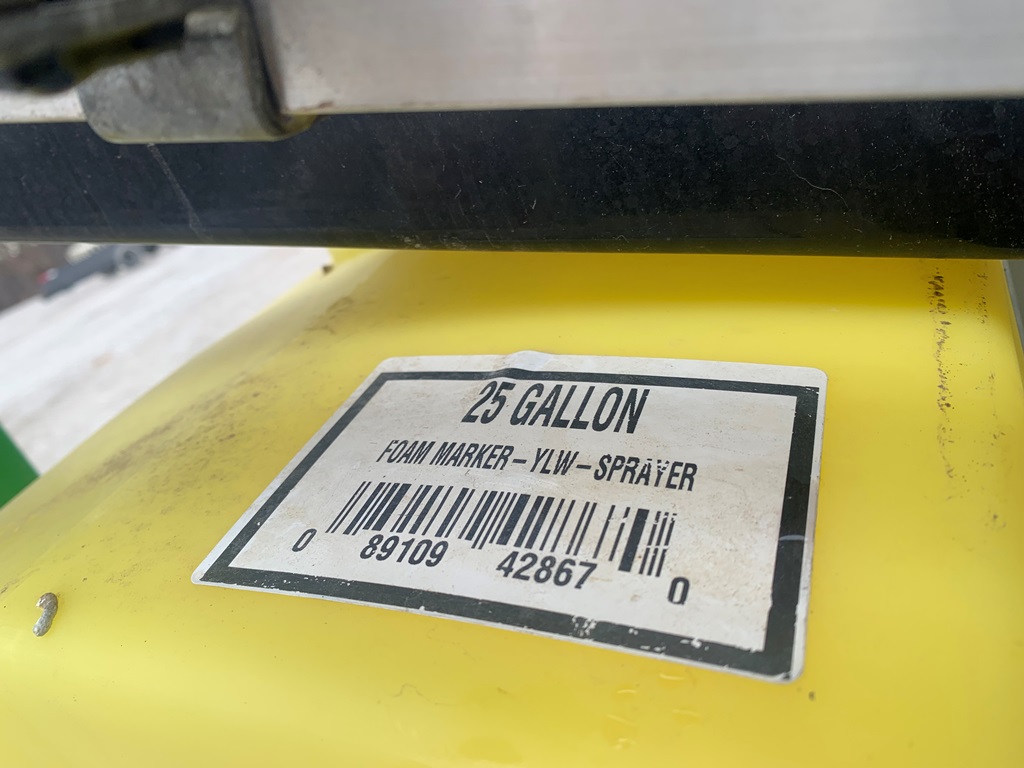 25 GALLON
FOAM MARKER-YLW-SPRAYER
0 89109 42867 0